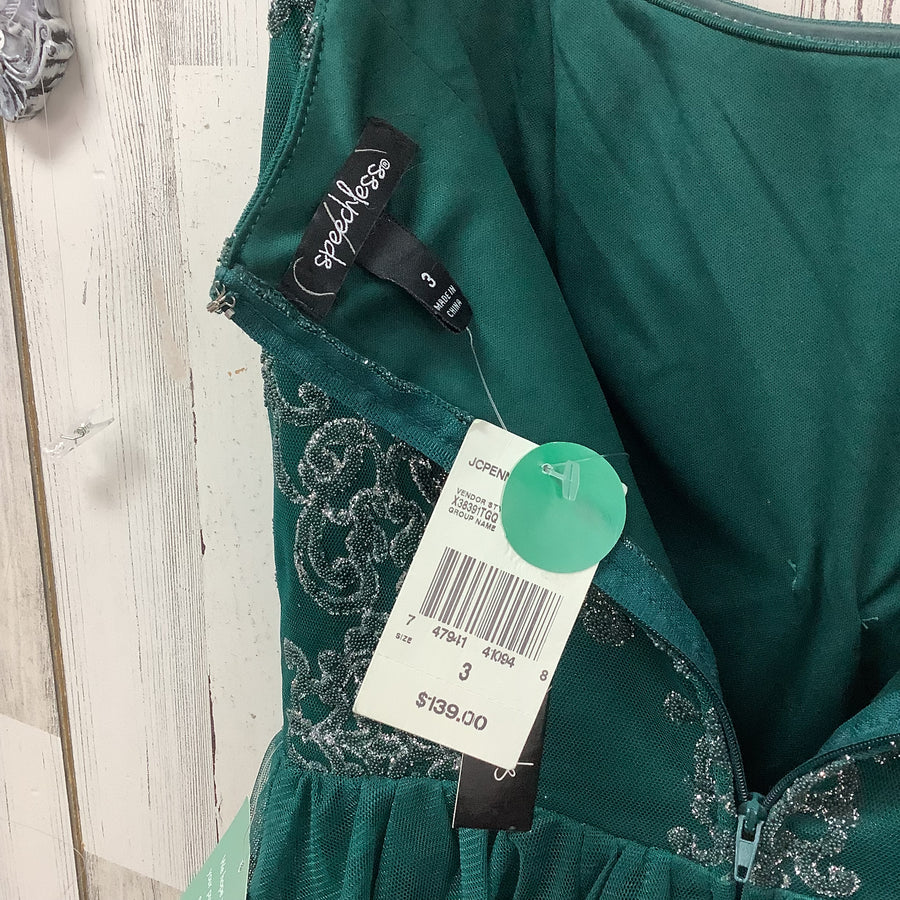 speechless®
3
MADE IN
CHINA
JCPENN
VENDOR STY
X38391TGQ
GROUP NAME
7 47941 41094 8
SIZE
3
$139.00